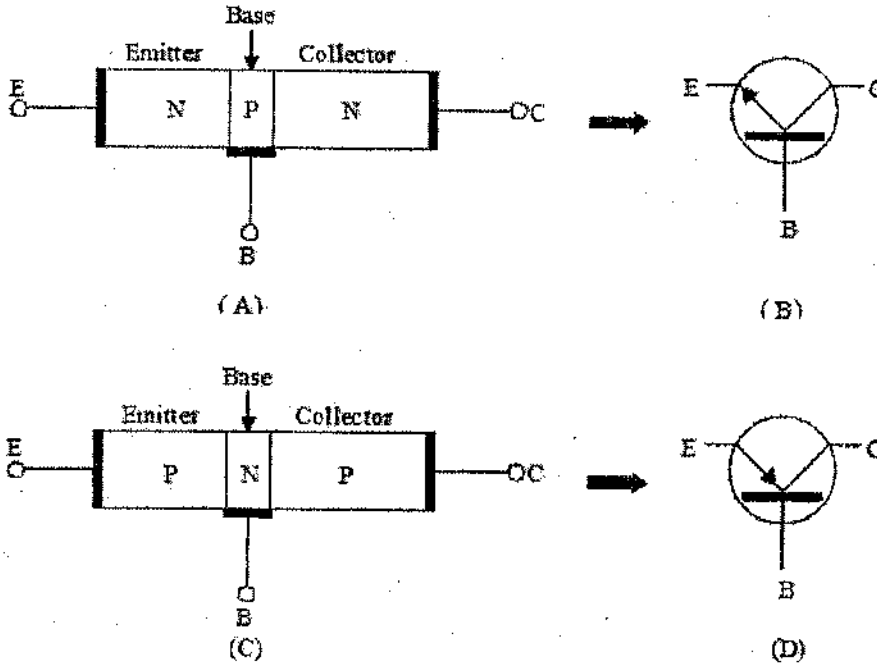 Base
Emitter Collector
E N P N C E C
B B
(A) (B)
Base
Emitter Collector
E P N P C E C
B B
(C) (D)